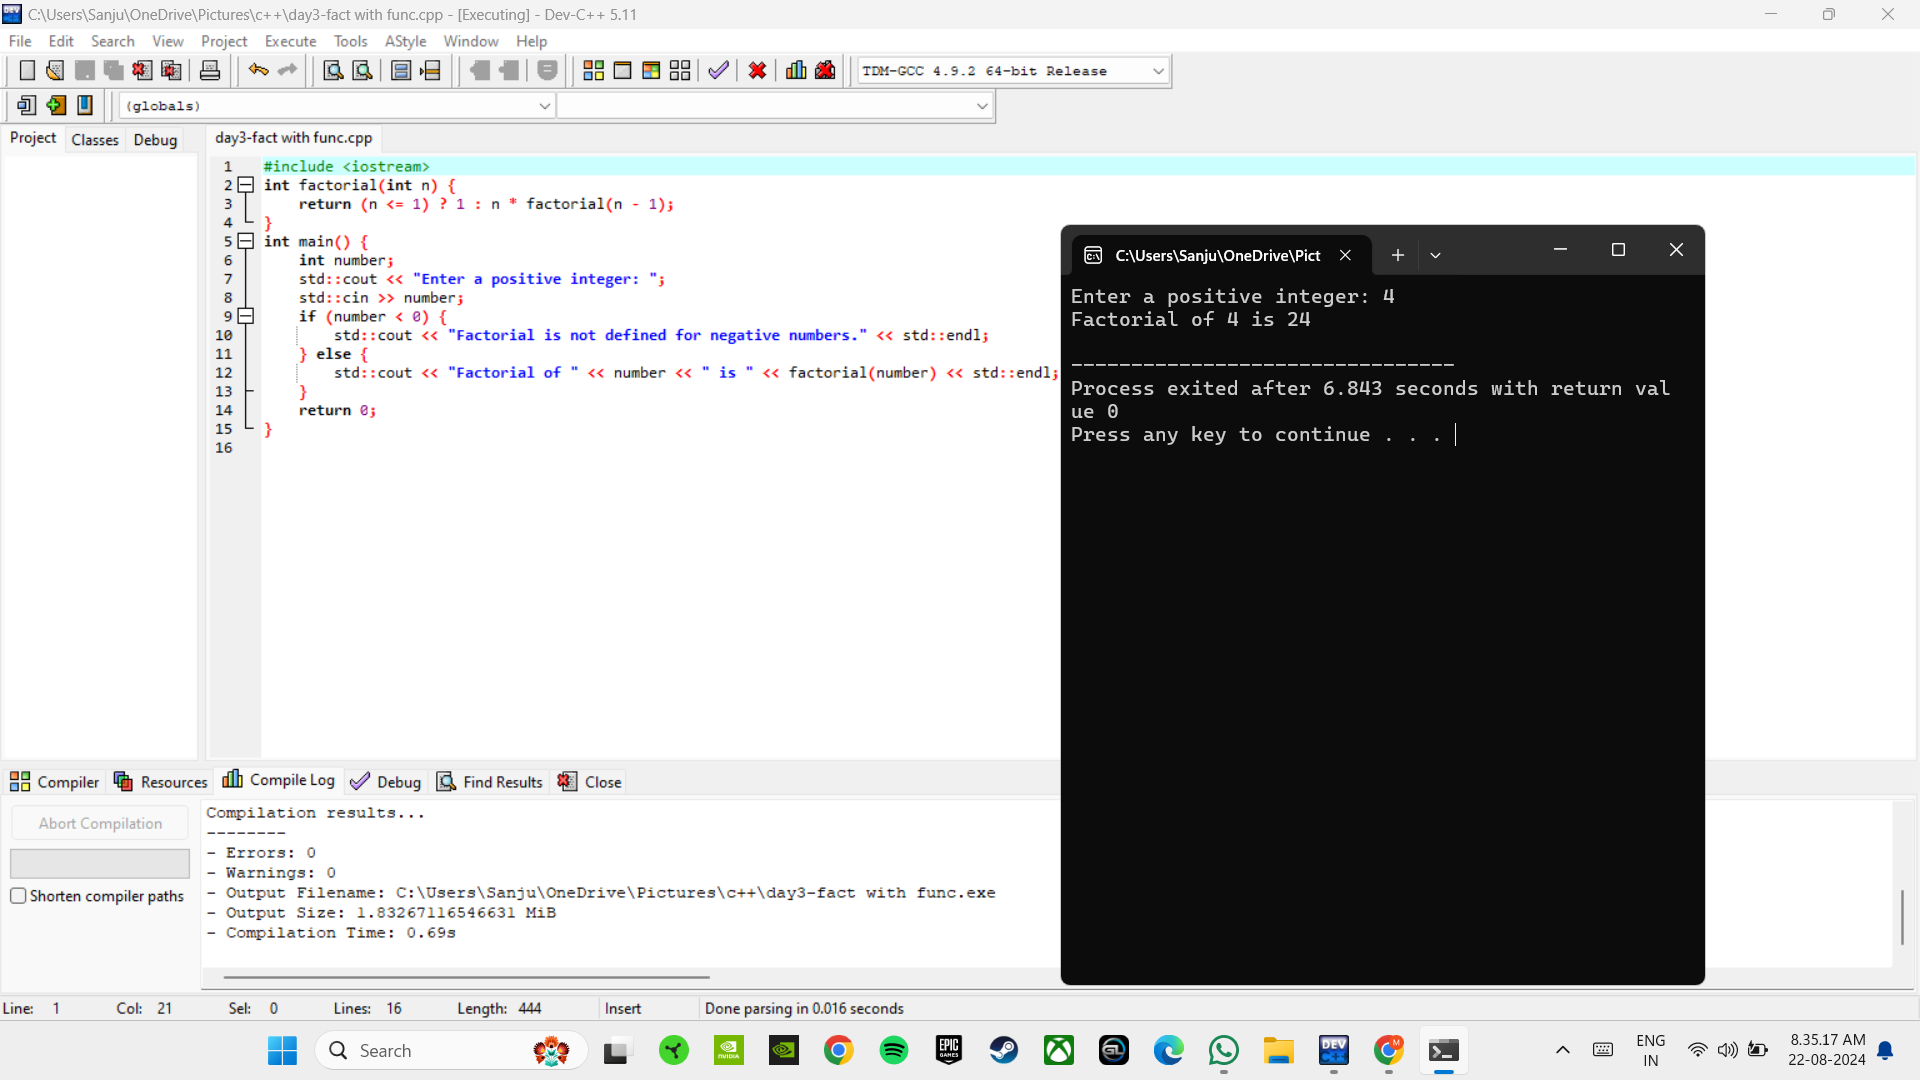 C:\Users\Sanju\OneDrive\Pictures\c++\day3-fact with func.cpp - [Executing] - Dev-C++ 5.11
File Edit Search View Project Execute Tools AStyle Window Help
TDM-GCC 4.9.2 64-bit Release
(globals)
Project Classes Debug
day3-fact with func.cpp
1 #include <iostream>
2 int factorial(int n) {
3 return (n <= 1) ? 1 : n * factorial(n - 1);
4 }
5 int main() {
6 int number;
7 std::cout << "Enter a positive integer: ";
8 std::cin >> number;
9 if (number < 0) {
10 std::cout << "Factorial is not defined for negative numbers." << std::endl;
11 } else {
12 std::cout << "Factorial of " << number << " is " << factorial(number) << std::endl;
13 }
14 return 0;
15 }
16
C:\Users\Sanju\OneDrive\Pict
Enter a positive integer: 4
Factorial of 4 is 24
--------------------------------
Process exited after 6.843 seconds with return val
ue 0
Press any key to continue . . .
Compiler Resources Compile Log Debug Find Results Close
Abort Compilation
Shorten compiler paths
Compilation results...
--------
- Errors: 0
- Warnings: 0
- Output Filename: C:\Users\Sanju\OneDrive\Pictures\c++\day3-fact with func.exe
- Output Size: 1.83267116546631 MiB
- Compilation Time: 0.69s
Line: 1 Col: 21 Sel: 0 Lines: 16 Length: 444 Insert Done parsing in 0.016 seconds
Search
NVIDIA
EPIC GAMES
DEV C++
M
ENG
IN
8.35.17 AM
22-08-2024